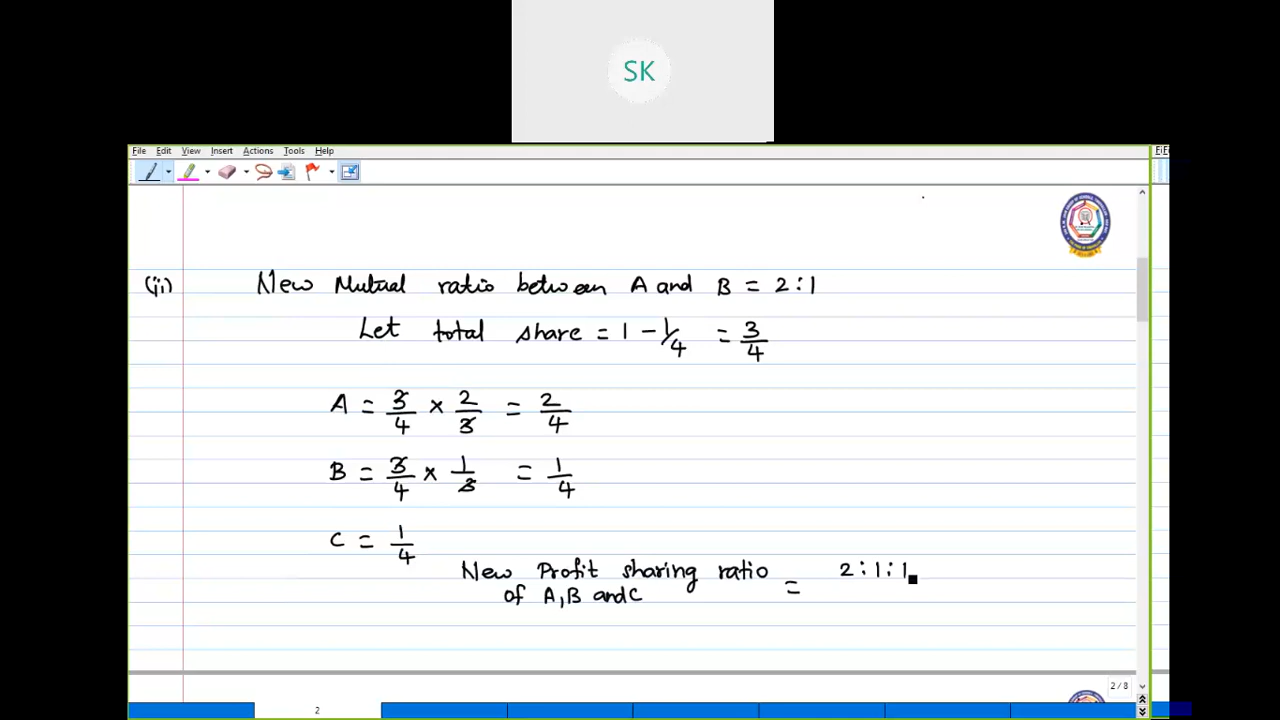 SK
File Edit View Insert Actions Tools Help
(ii) New Mutual ratio between A and B = 2:1
Let total share = 1 - 1/4 = 3/4
A = 3/4 × 2/3 = 2/4
B = 3/4 × 1/3 = 1/4
C = 1/4
New Profit sharing ratio = 2:1:1
of A,B and C
2 / 8
2